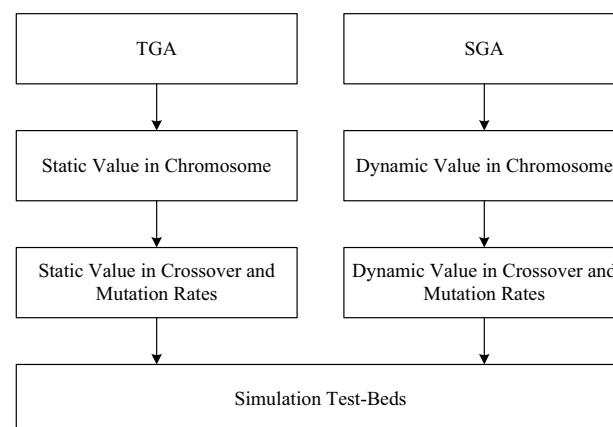 TGA
SGA
Static Value in Chromosome
Dynamic Value in Chromosome
Static Value in Crossover and
Mutation Rates
Dynamic Value in Crossover and
Mutation Rates
Simulation Test-Beds